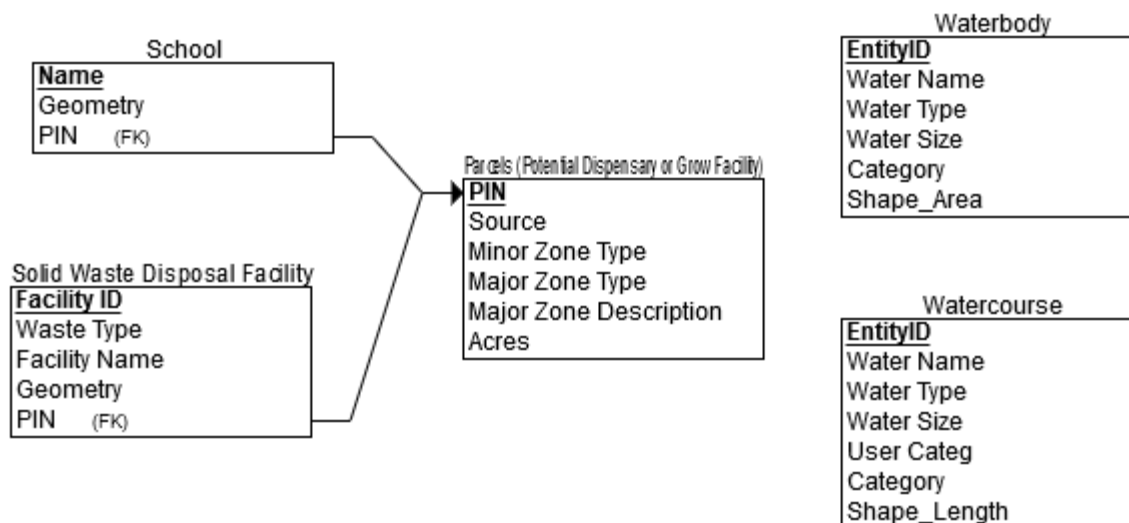 School
Name
Geometry
PIN (FK)
Solid Waste Disposal Facility
Facility ID
Waste Type
Facility Name
Geometry
PIN (FK)
Parcels (Potential Dispensary or Grow Facility)
PIN
Source
Minor Zone Type
Major Zone Type
Major Zone Description
Acres
Waterbody
EntityID
Water Name
Water Type
Water Size
Category
Shape_Area
Watercourse
EntityID
Water Name
Water Type
Water Size
User Categ
Category
Shape_Length